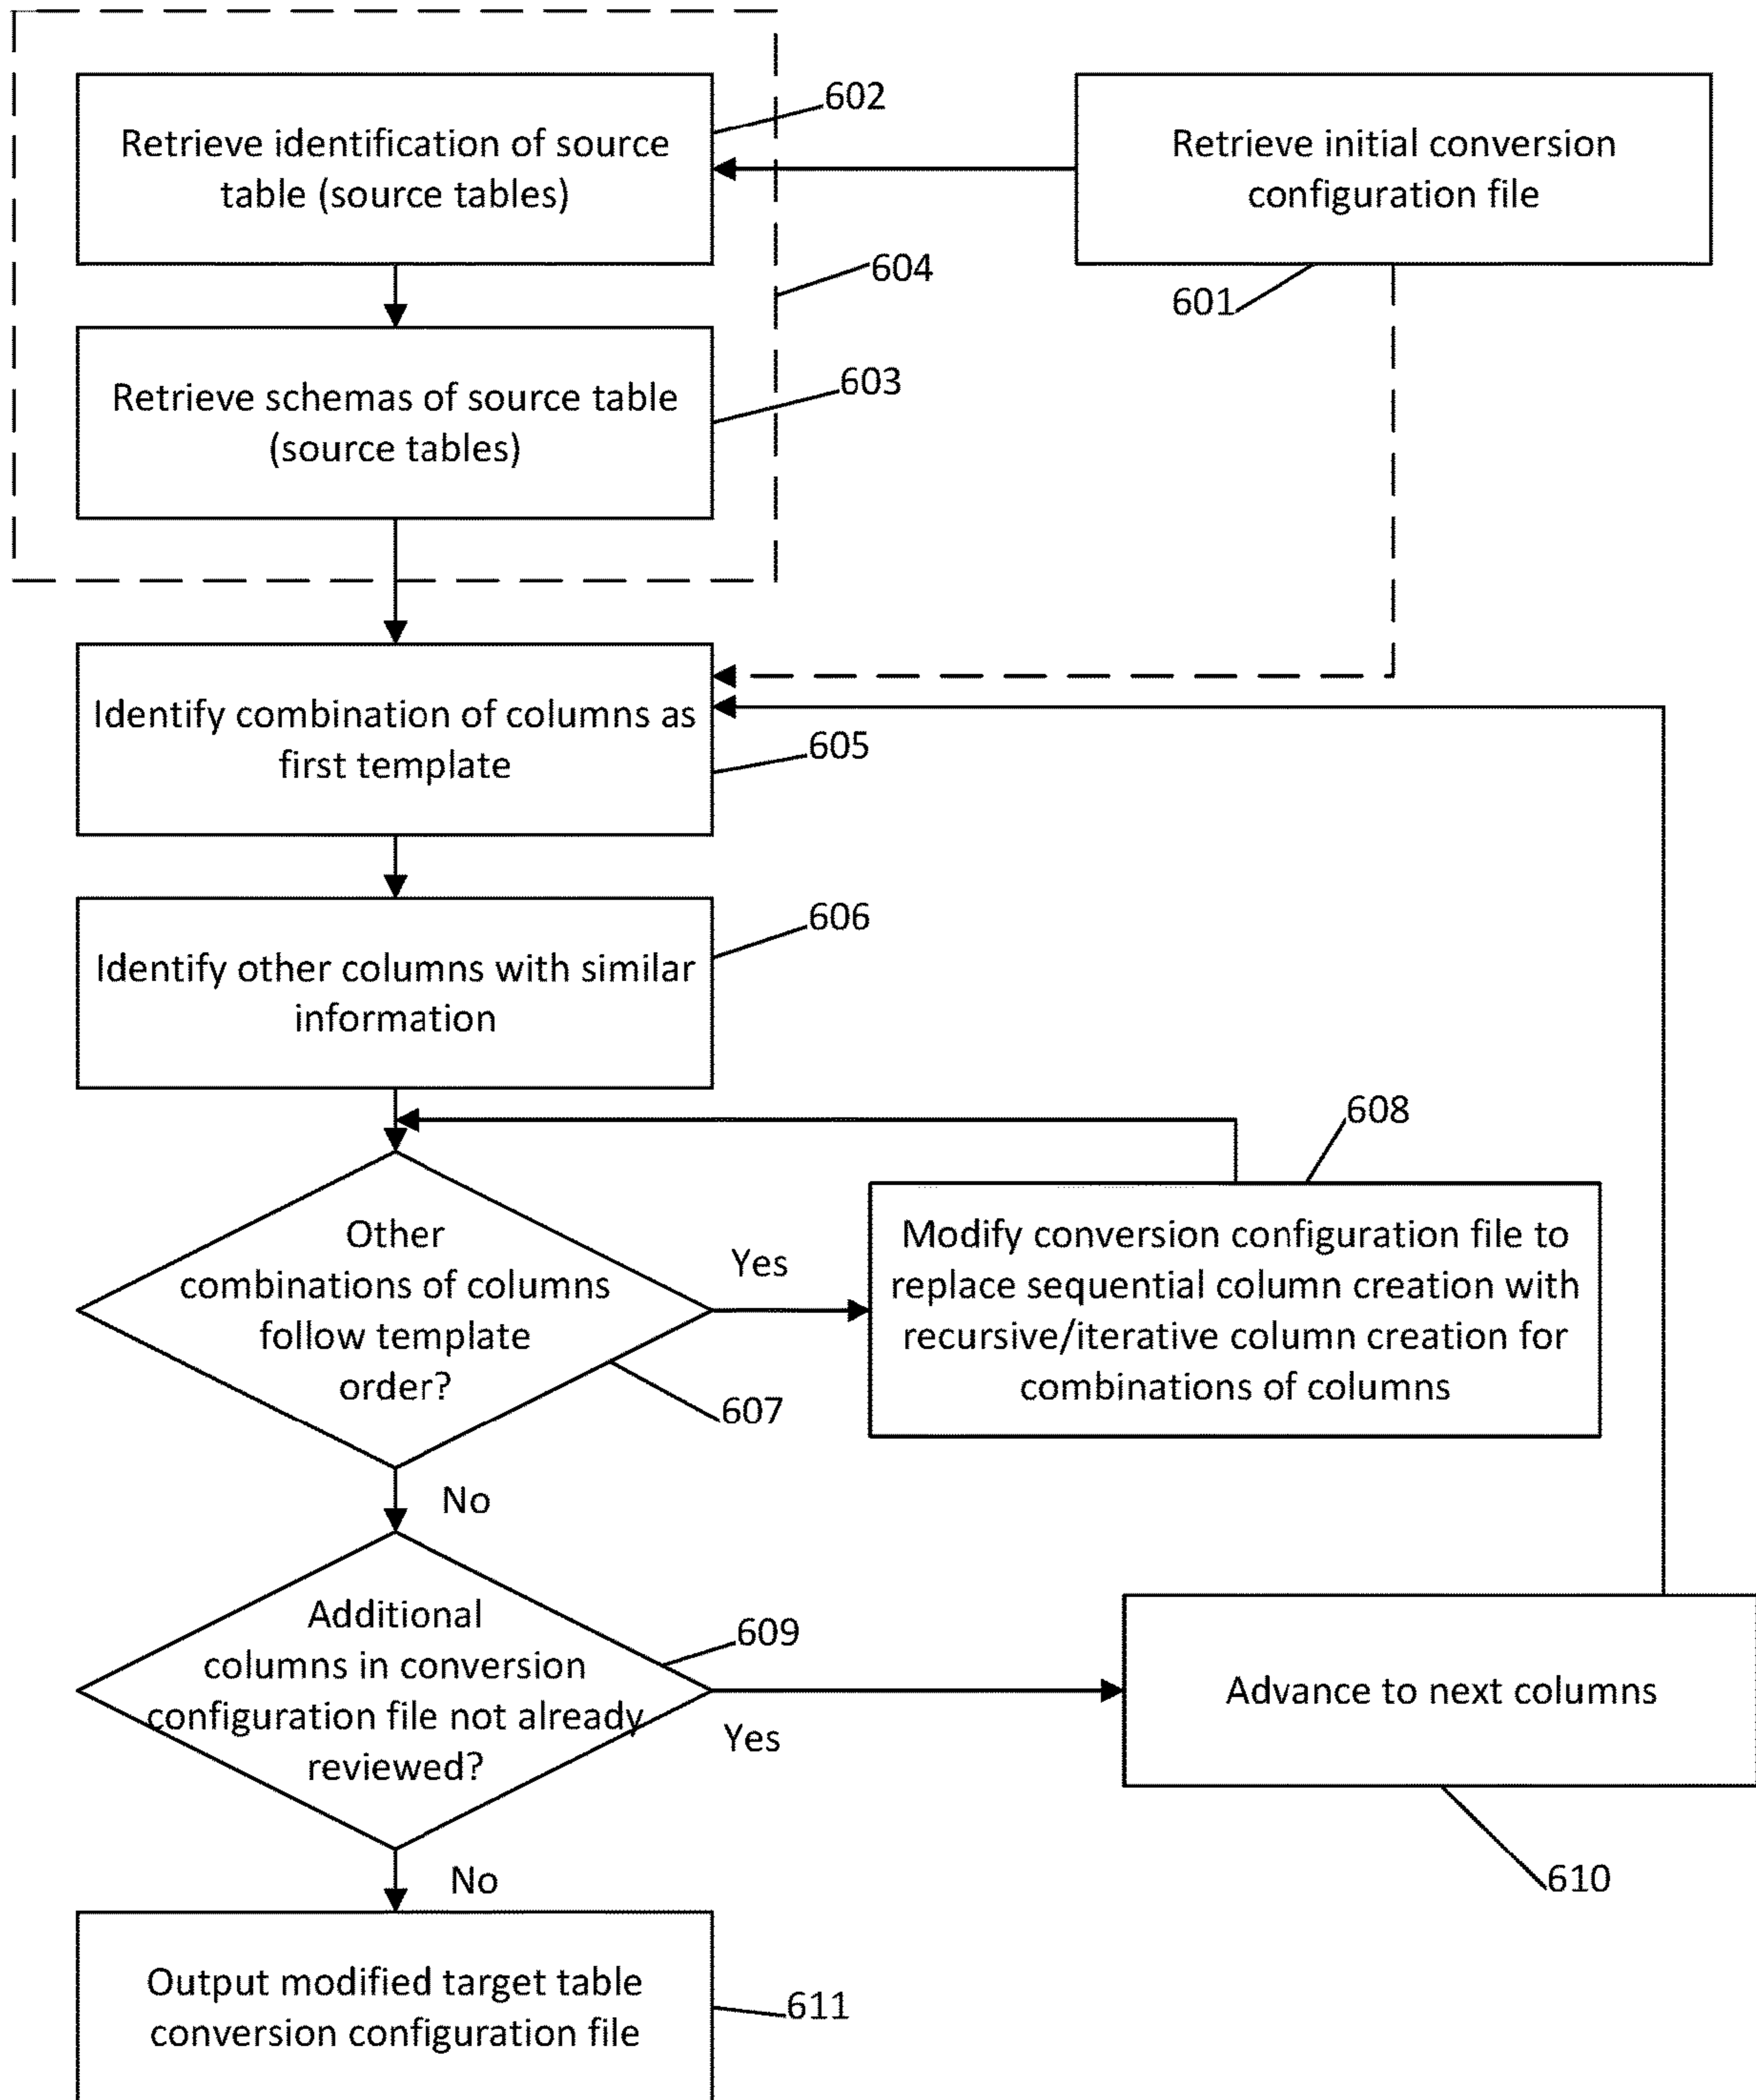 602
Retrieve identification of source
table (source tables)
Retrieve initial conversion
configuration file
604
601
603
Retrieve schemas of source table
(source tables)
Identify combination of columns as
first template
605
606
Identify other columns with similar
information
608
Other
combinations of columns
follow template
order?
Yes
607
Modify conversion configuration file to
replace sequential column creation with
recursive/iterative column creation for
combinations of columns
No
609
Additional
columns in conversion
configuration file not already
reviewed?
Yes
Advance to next columns
610
No
Output modified target table
conversion configuration file
611